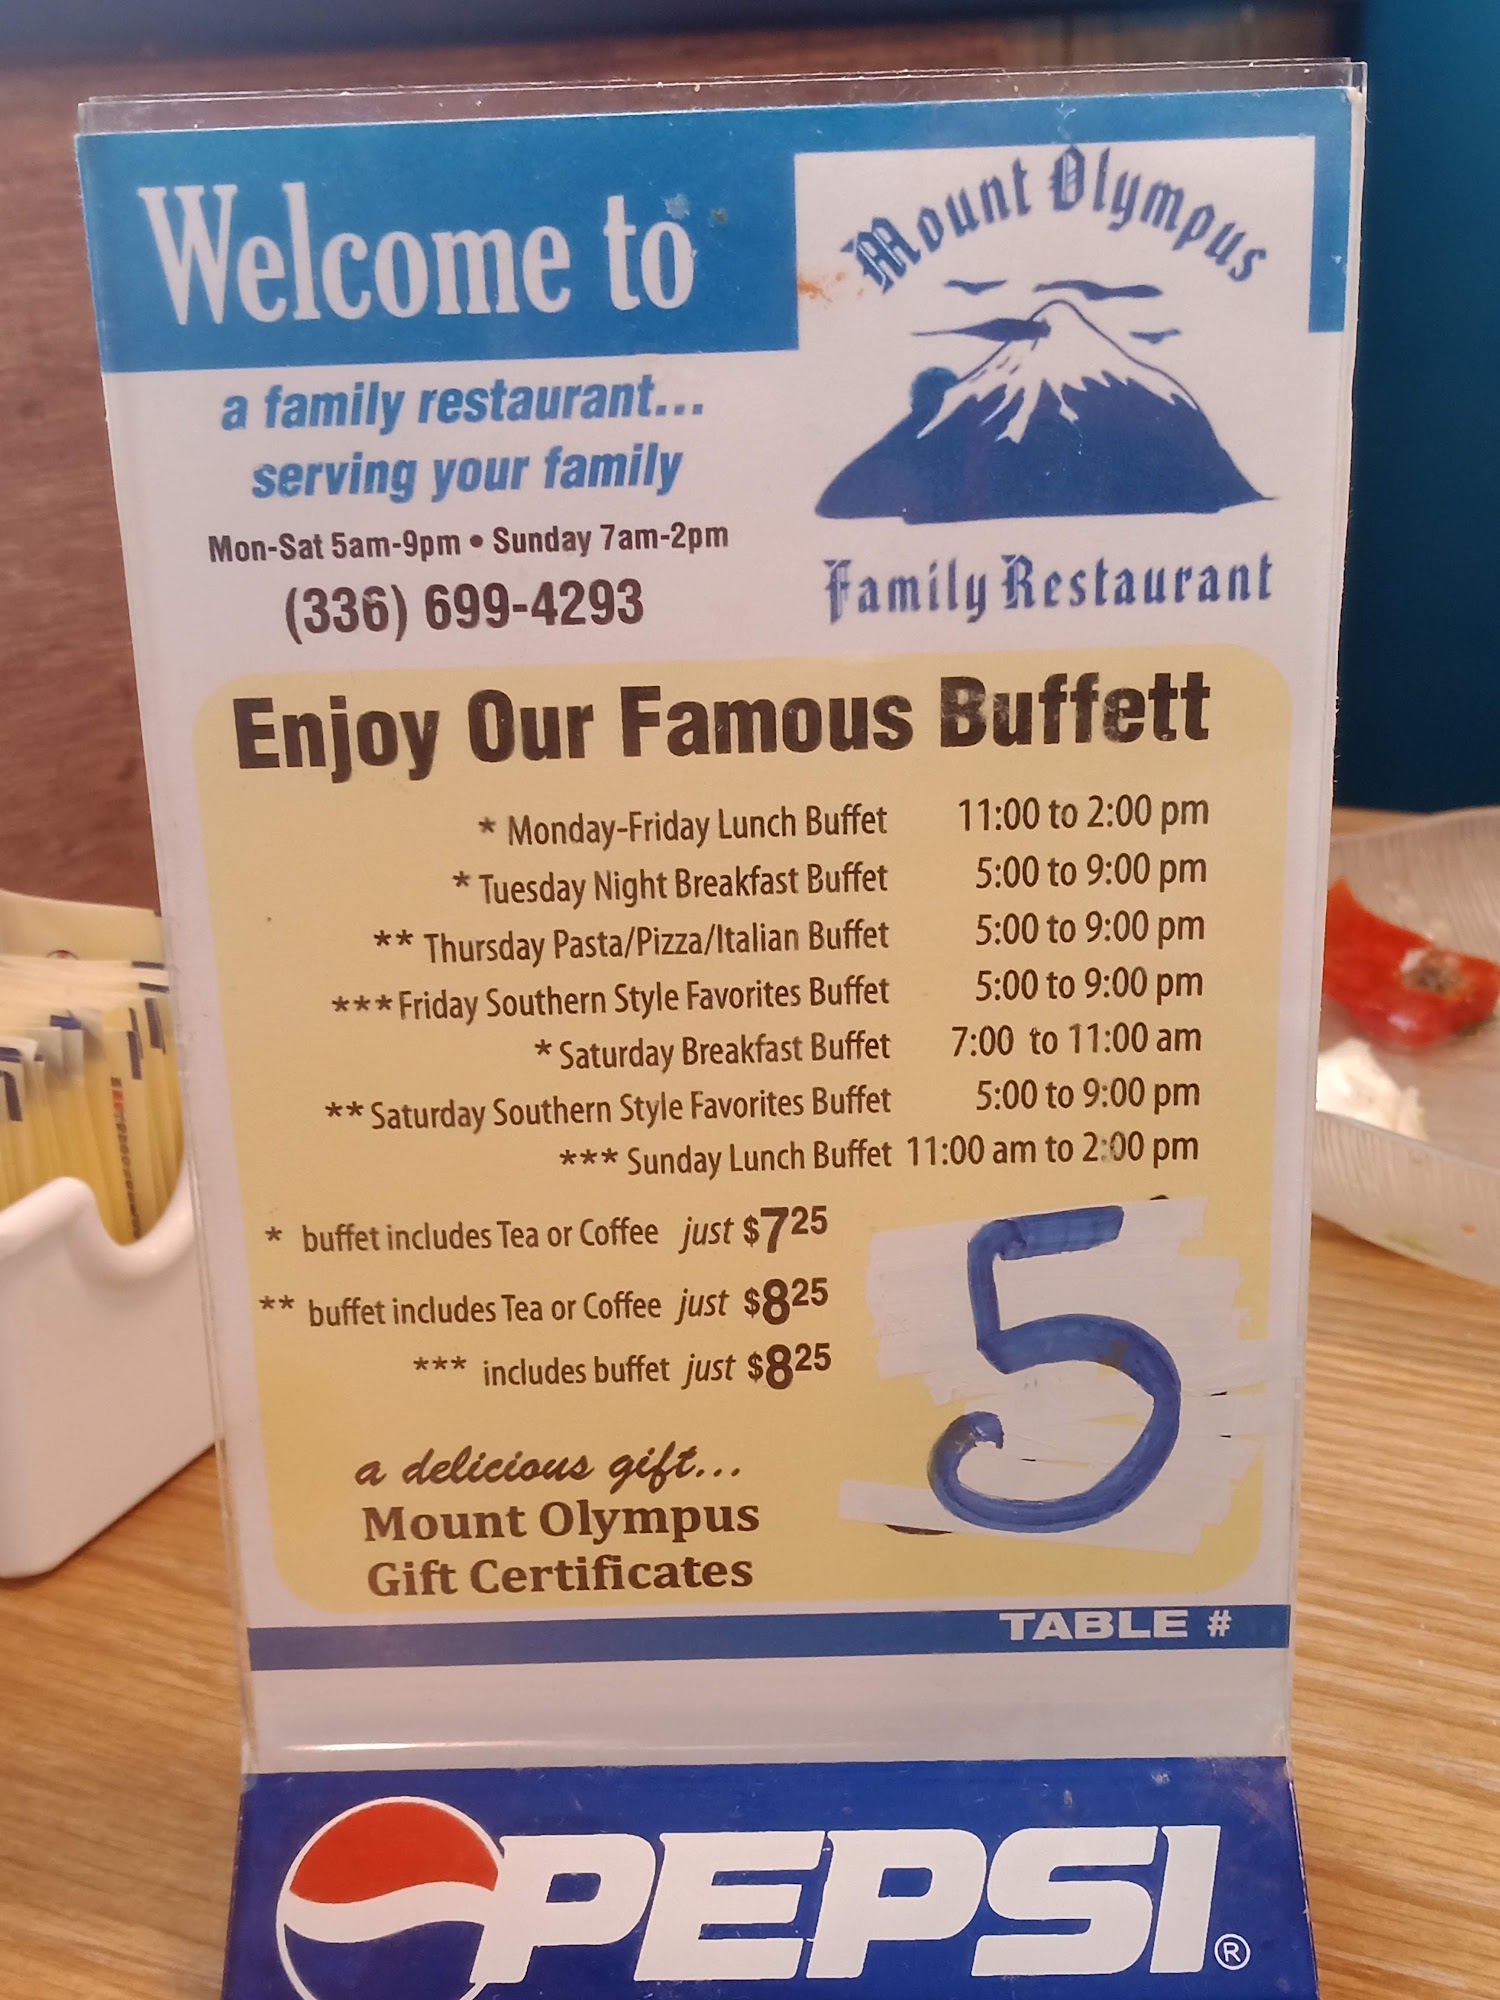 Welcome to
Mount Olympus
Family Restaurant
a family restaurant...
serving your family
Mon-Sat 5am-9pm • Sunday 7am-2pm
(336) 699-4293
Enjoy Our Famous Buffett
* Monday-Friday Lunch Buffet 11:00 to 2:00 pm
* Tuesday Night Breakfast Buffet 5:00 to 9:00 pm
** Thursday Pasta/Pizza/Italian Buffet 5:00 to 9:00 pm
*** Friday Southern Style Favorites Buffet 5:00 to 9:00 pm
* Saturday Breakfast Buffet 7:00 to 11:00 am
** Saturday Southern Style Favorites Buffet 5:00 to 9:00 pm
*** Sunday Lunch Buffet 11:00 am to 2:00 pm
* buffet includes Tea or Coffee just $725
** buffet includes Tea or Coffee just $825
*** includes buffet just $825
5
a delicious gift...
Mount Olympus
Gift Certificates
TABLE #
PEPSI®